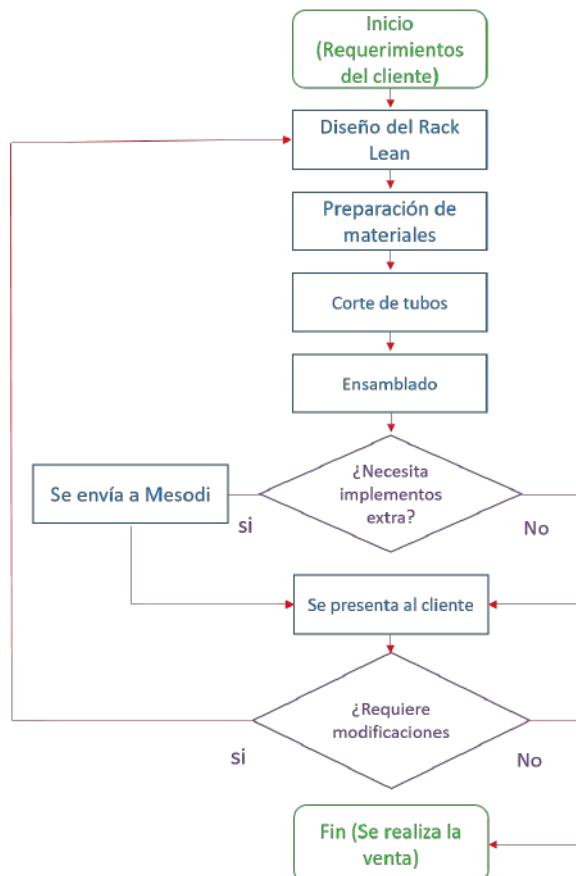 Inicio
(Requerimientos
del cliente)
Diseño del Rack
Lean
Preparación de
materiales
Corte de tubos
Ensamblado
¿Necesita
implementos
extra?
Se envía a Mesodi
si
No
Se presenta al cliente
¿Requiere
modificaciones
si
No
Fin (Se realiza la
venta)